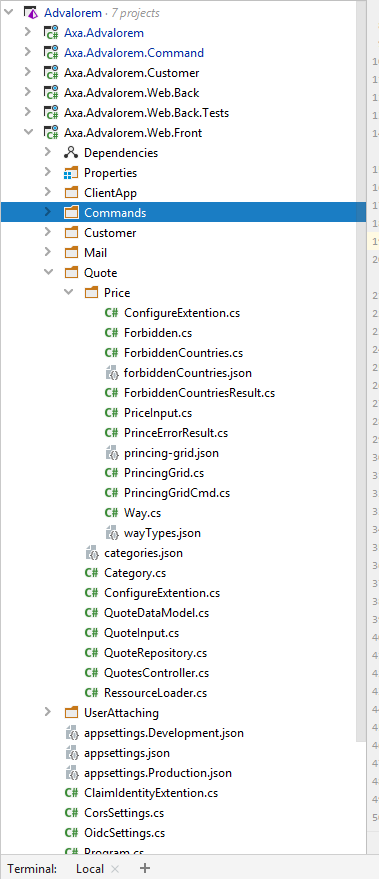 Advalorem · 7 projects
Axa.Advalorem
Axa.Advalorem.Command
Axa.Advalorem.Customer
Axa.Advalorem.Web.Back
Axa.Advalorem.Web.Back.Tests
Axa.Advalorem.Web.Front
Dependencies
Properties
ClientApp
Commands
Customer
Mail
Quote
Price
C# ConfigureExtention.cs
C# Forbidden.cs
C# ForbiddenCountries.cs
forbiddenCountries.json
C# ForbiddenCountriesResult.cs
C# PriceInput.cs
C# PrinceErrorResult.cs
princing-grid.json
C# PrincingGrid.cs
C# PrincingGridCmd.cs
C# Way.cs
wayTypes.json
categories.json
C# Category.cs
C# ConfigureExtention.cs
C# QuoteDataModel.cs
C# QuoteInput.cs
C# QuoteRepository.cs
C# QuotesController.cs
C# RessourceLoader.cs
UserAttaching
appsettings.Development.json
appsettings.json
appsettings.Production.json
C# ClaimIdentityExtention.cs
C# CorsSettings.cs
C# OidcSettings.cs
C# Program.cs
Terminal: Local × +